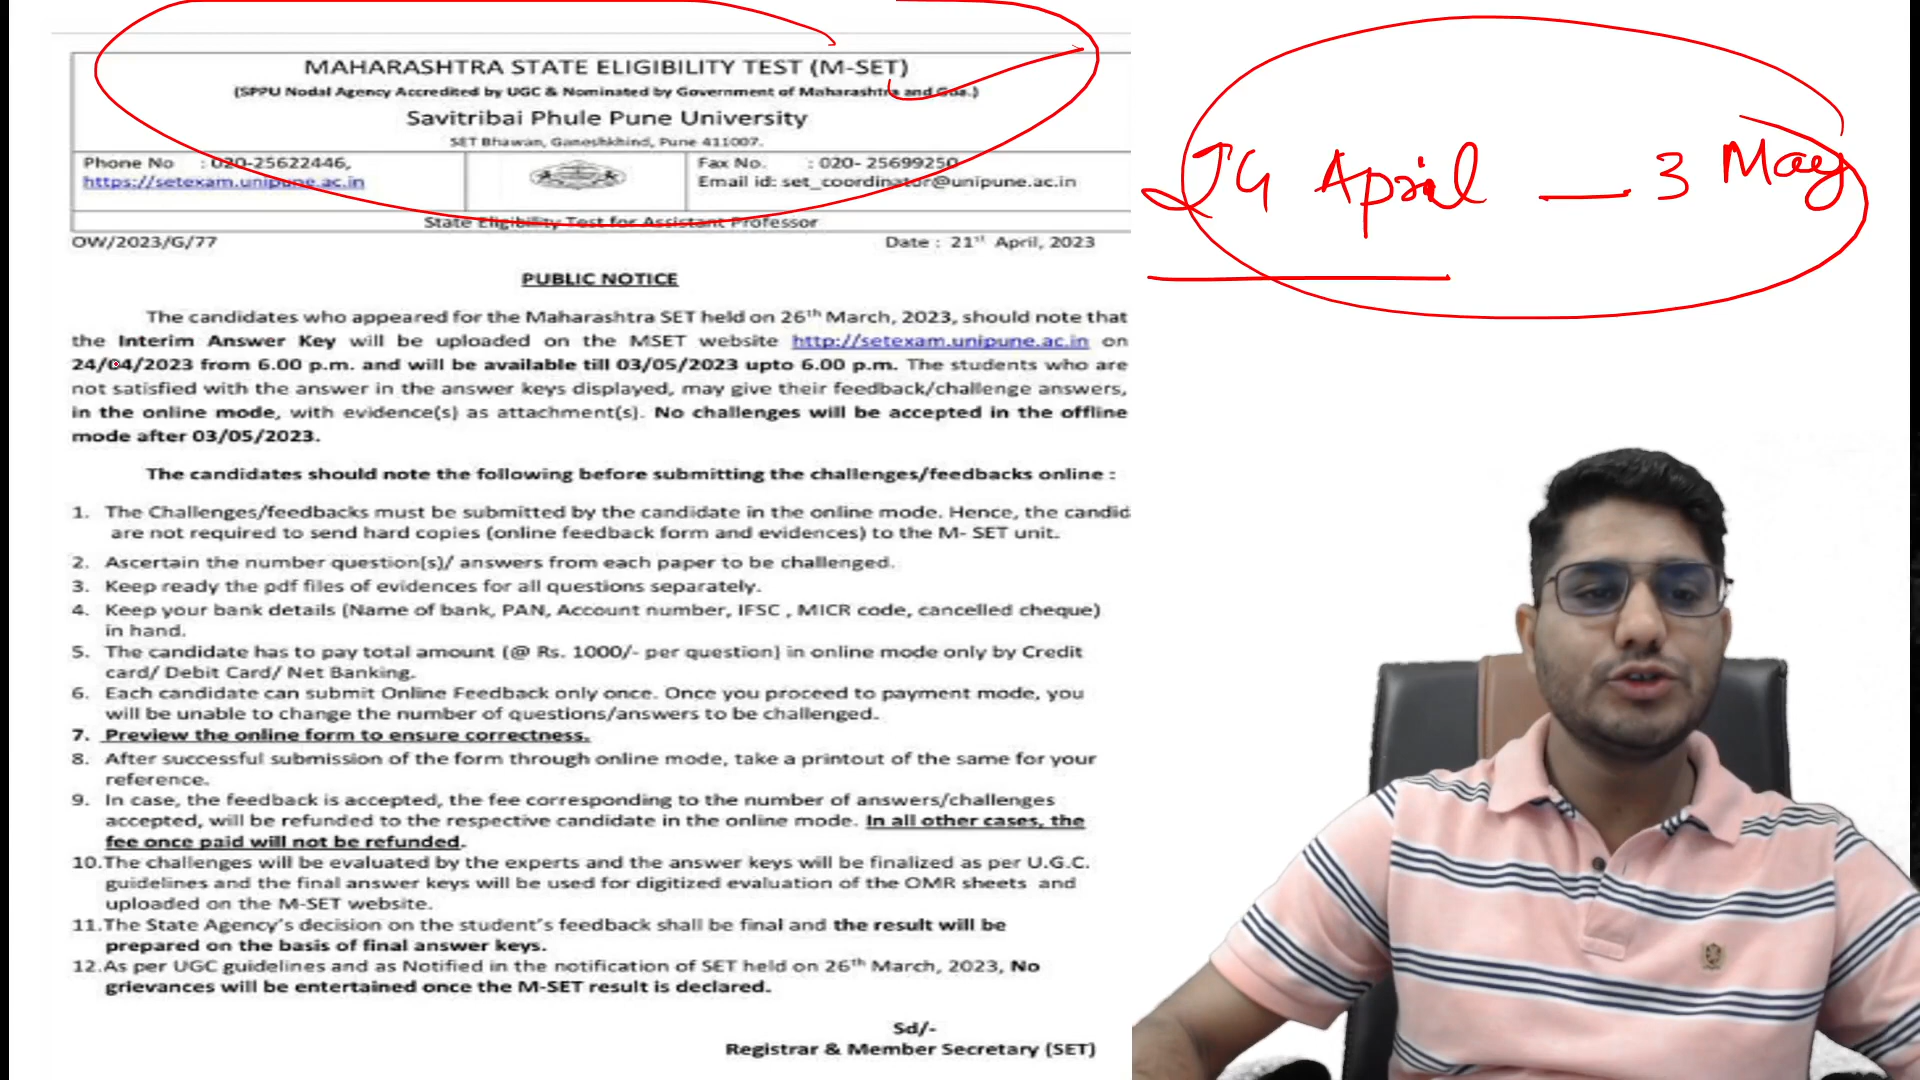 MAHARASHTRA STATE ELIGIBILITY TEST (M-SET)
(SPPU Nodal Agency Accredited by UGC & Nominated by Government of Maharashtra and Goa.)
Savitribai Phule Pune University
SET Bhawan, Ganeshkhind, Pune 411007.
Phone No : 020-25622446,
https://setexam.unipune.ac.in
Fax No. : 020- 25699250
Email id: set_coordinator@unipune.ac.in
State Eligibility Test for Assistant Professor
OW/2023/G/77 Date : 21st April, 2023
PUBLIC NOTICE
The candidates who appeared for the Maharashtra SET held on 26th March, 2023, should note that
the Interim Answer Key will be uploaded on the MSET website http://setexam.unipune.ac.in on
24/04/2023 from 6.00 p.m. and will be available till 03/05/2023 upto 6.00 p.m. The students who are
not satisfied with the answer in the answer keys displayed, may give their feedback/challenge answers,
in the online mode, with evidence(s) as attachment(s). No challenges will be accepted in the offline
mode after 03/05/2023.
The candidates should note the following before submitting the challenges/feedbacks online :
1. The Challenges/feedbacks must be submitted by the candidate in the online mode. Hence, the candid
are not required to send hard copies (online feedback form and evidences) to the M- SET unit.
2. Ascertain the number question(s)/ answers from each paper to be challenged.
3. Keep ready the pdf files of evidences for all questions separately.
4. Keep your bank details (Name of bank, PAN, Account number, IFSC , MICR code, cancelled cheque)
in hand.
5. The candidate has to pay total amount (@ Rs. 1000/- per question) in online mode only by Credit
card/ Debit Card/ Net Banking.
6. Each candidate can submit Online Feedback only once. Once you proceed to payment mode, you
will be unable to change the number of questions/answers to be challenged.
7. Preview the online form to ensure correctness.
8. After successful submission of the form through online mode, take a printout of the same for your
reference.
9. In case, the feedback is accepted, the fee corresponding to the number of answers/challenges
accepted, will be refunded to the respective candidate in the online mode. In all other cases, the
fee once paid will not be refunded.
10.The challenges will be evaluated by the experts and the answer keys will be finalized as per U.G.C.
guidelines and the final answer keys will be used for digitized evaluation of the OMR sheets and
uploaded on the M-SET website.
11.The State Agency's decision on the student's feedback shall be final and the result will be
prepared on the basis of final answer keys.
12.As per UGC guidelines and as Notified in the notification of SET held on 26th March, 2023, No
grievances will be entertained once the M-SET result is declared.
Sd/-
Registrar & Member Secretary (SET)
24 April — 3 May